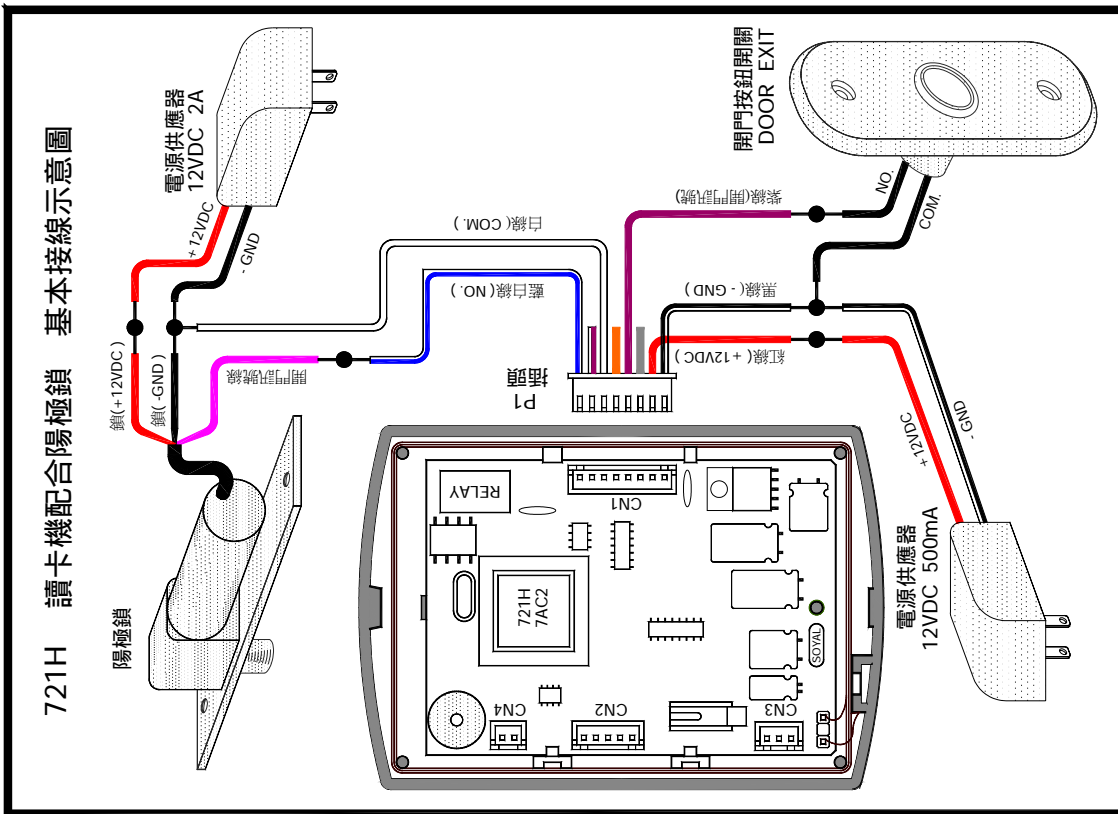 721H 讀卡機配合陽極鎖 基本接線示意圖
電源供應器
12VDC 2A
+ 12VDC
- GND
鎖(+12VDC)
鎖( -GND)
開門訊號線
白線( COM. )
藍白線( NO. )
陽極鎖
P1
插頭
開門按鈕開關
DOOR EXIT
NO.
COM.
紫線(開門訊號)
黑線( - GND )
紅線( + 12VDC )
+ 12VDC
- GND
電源供應器
12VDC 500mA
RELAY
CN1
721H
7AC2
SOYAL
CN4
CN2
CN3